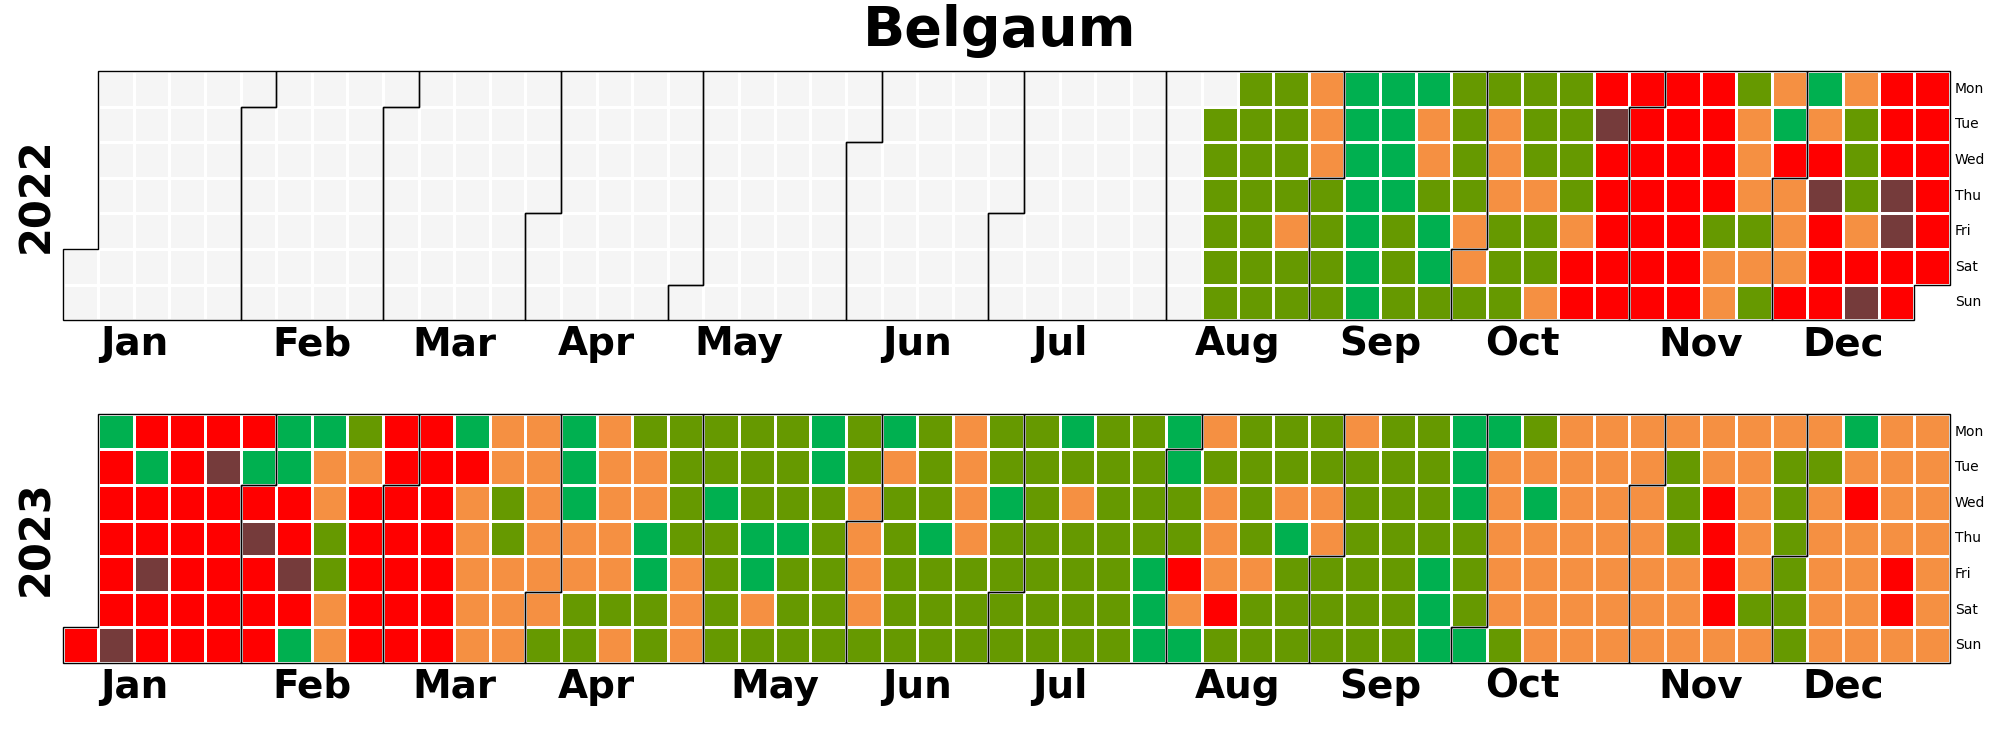 Belgaum
2022
Mon
Tue
Wed
Thu
Fri
Sat
Sun
Jan Feb Mar Apr May Jun Jul Aug Sep Oct Nov Dec
2023
Mon
Tue
Wed
Thu
Fri
Sat
Sun
Jan Feb Mar Apr May Jun Jul Aug Sep Oct Nov Dec